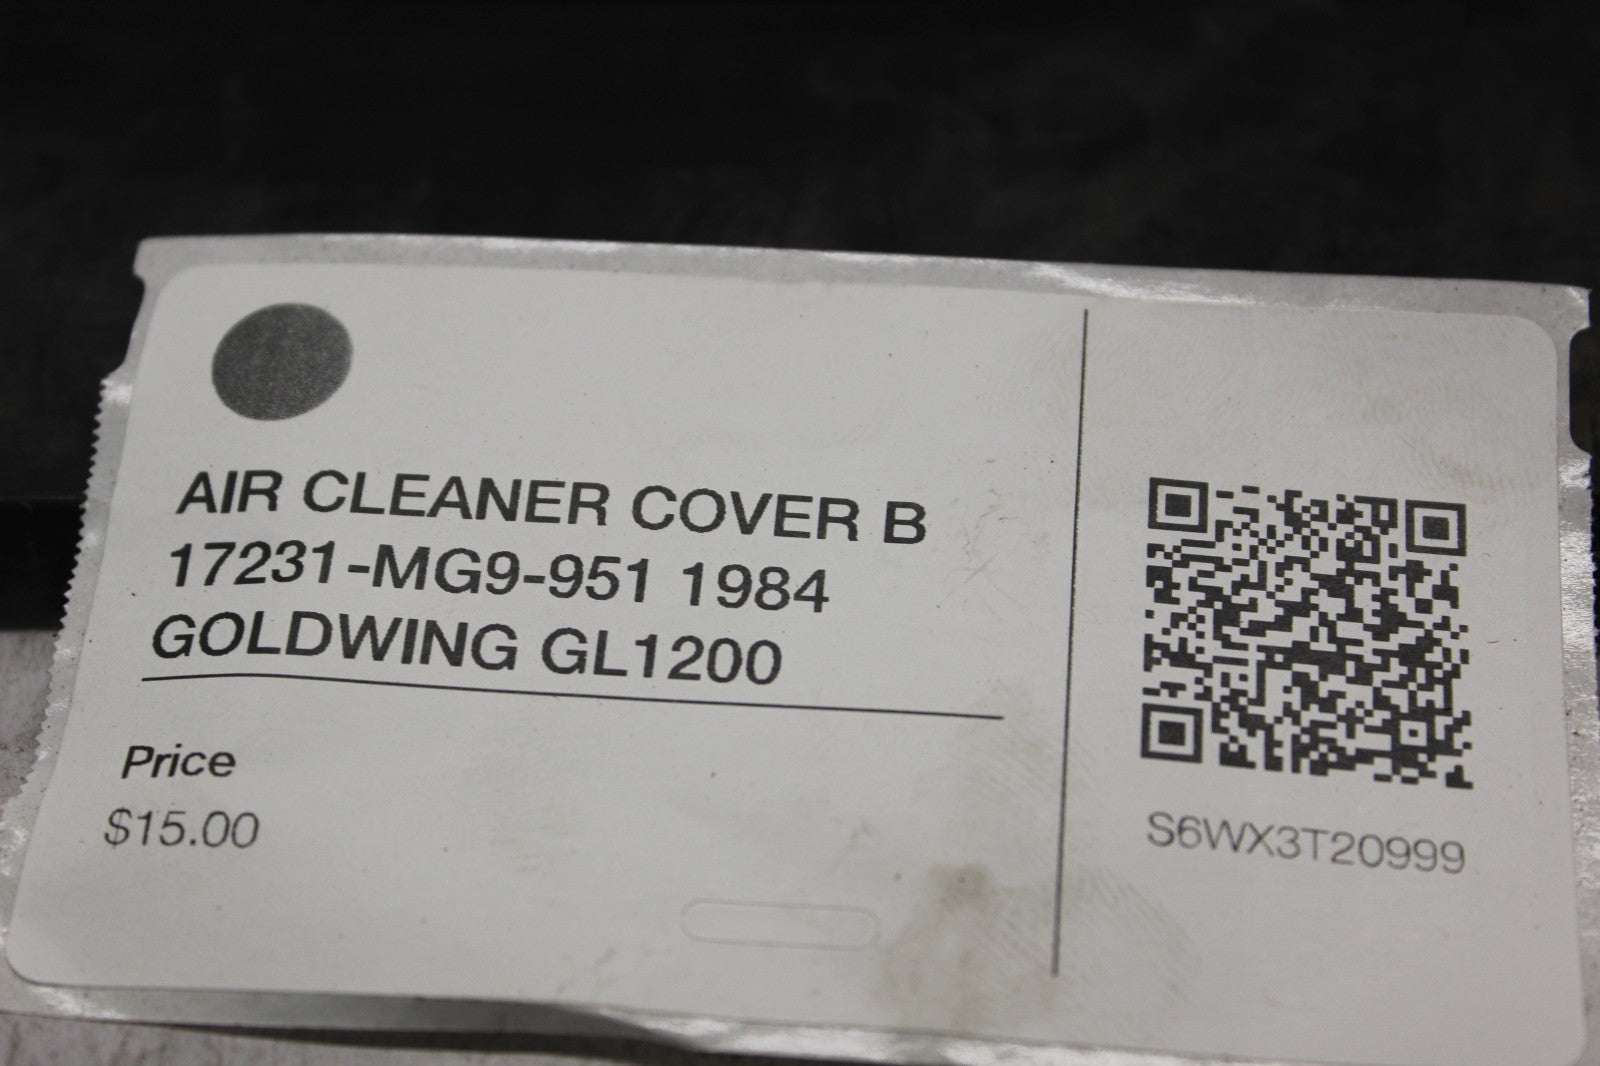 AIR CLEANER COVER B
17231-MG9-951 1984
GOLDWING GL1200
Price
$15.00
S6WX3T20999